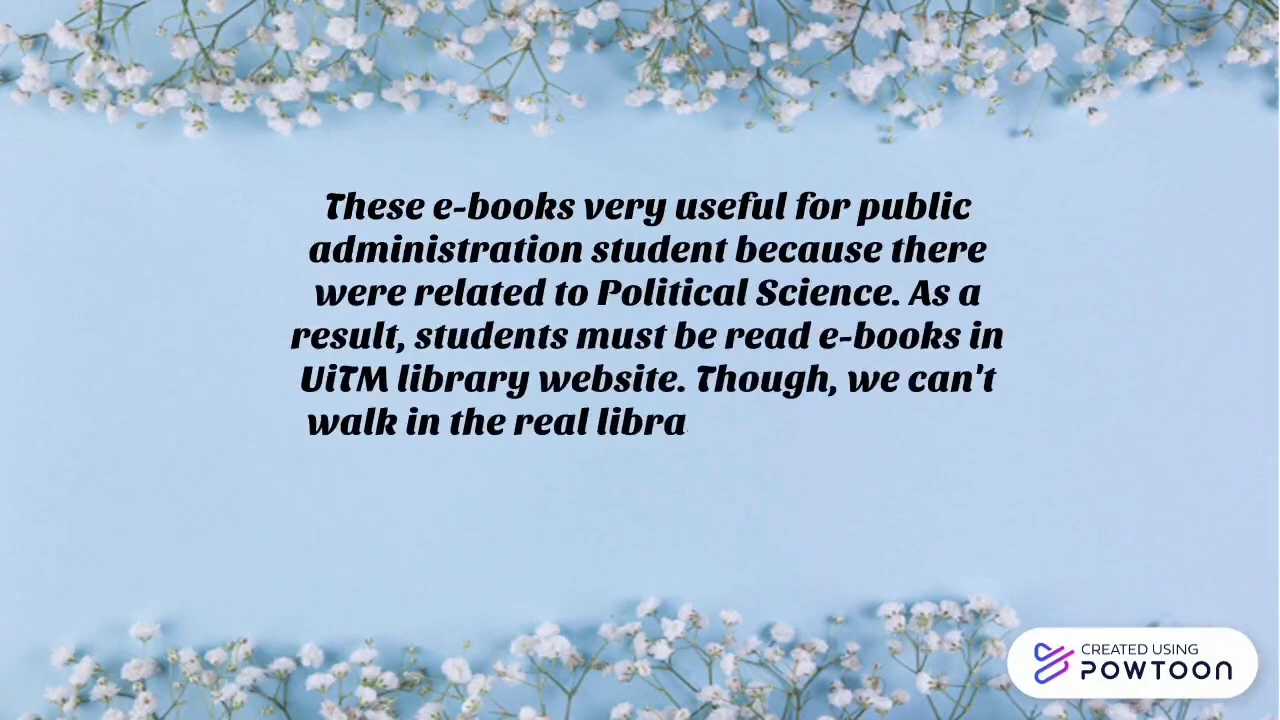 These e-books very useful for public
administration student because there
were related to Political Science. As a
result, students must be read e-books in
UiTM library website. Though, we can't
walk in the real libra
CREATED USING
POWTOON